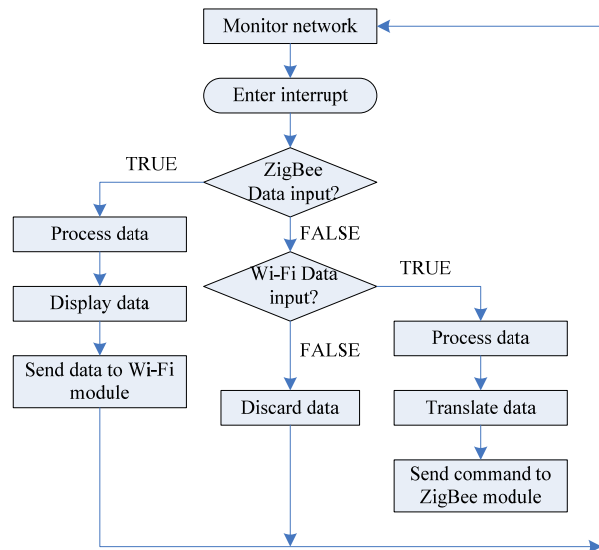 Monitor network
Enter interrupt
TRUE
ZigBee
Data input?
FALSE
Process data
Wi-Fi Data
input?
TRUE
Display data
FALSE
Process data
Send data to Wi-Fi
module
Discard data
Translate data
Send command to
ZigBee module